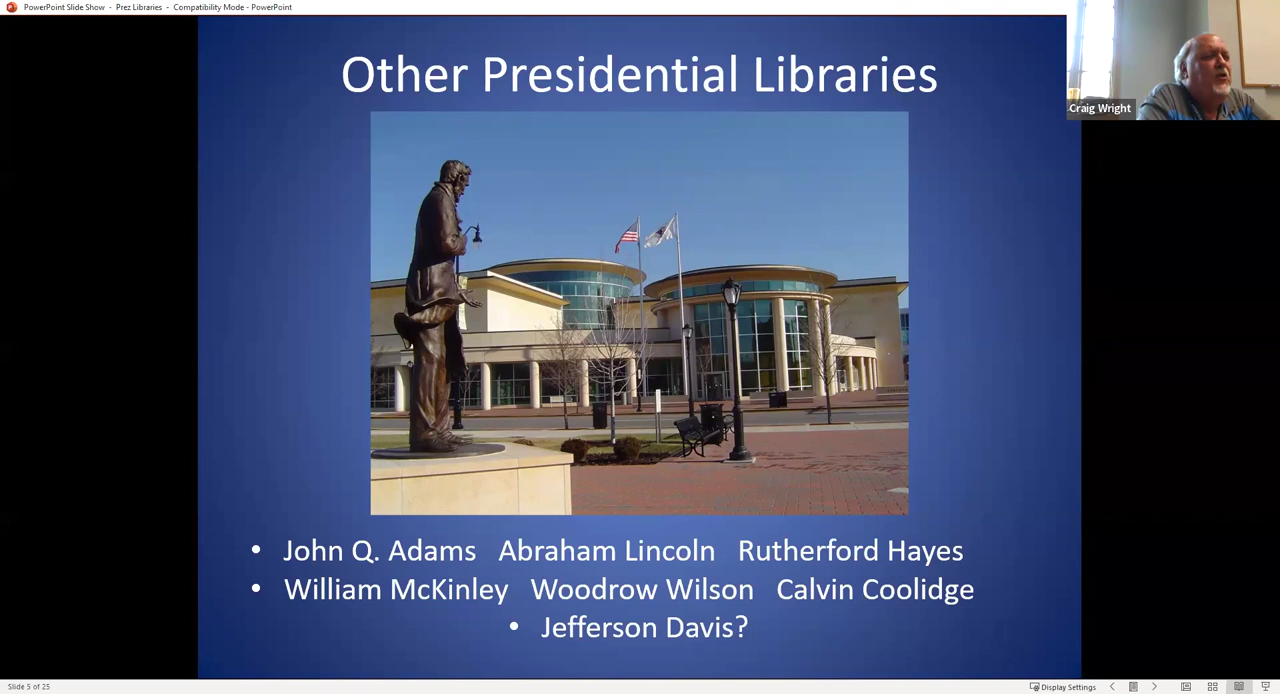 PowerPoint Slide Show - Prez Libraries - Compatibility Mode - PowerPoint
Other Presidential Libraries
Craig Wright
• John Q. Adams Abraham Lincoln Rutherford Hayes
• William McKinley Woodrow Wilson Calvin Coolidge
• Jefferson Davis?
Slide 5 of 25
Display Settings